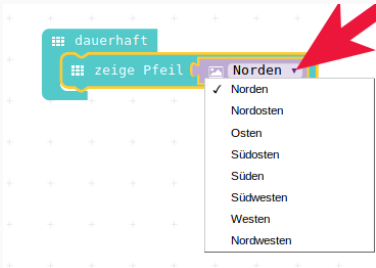 dauerhaft
zeige Pfeil Norden
Norden
Nordosten
Osten
Südosten
Süden
Südwesten
Westen
Nordwesten